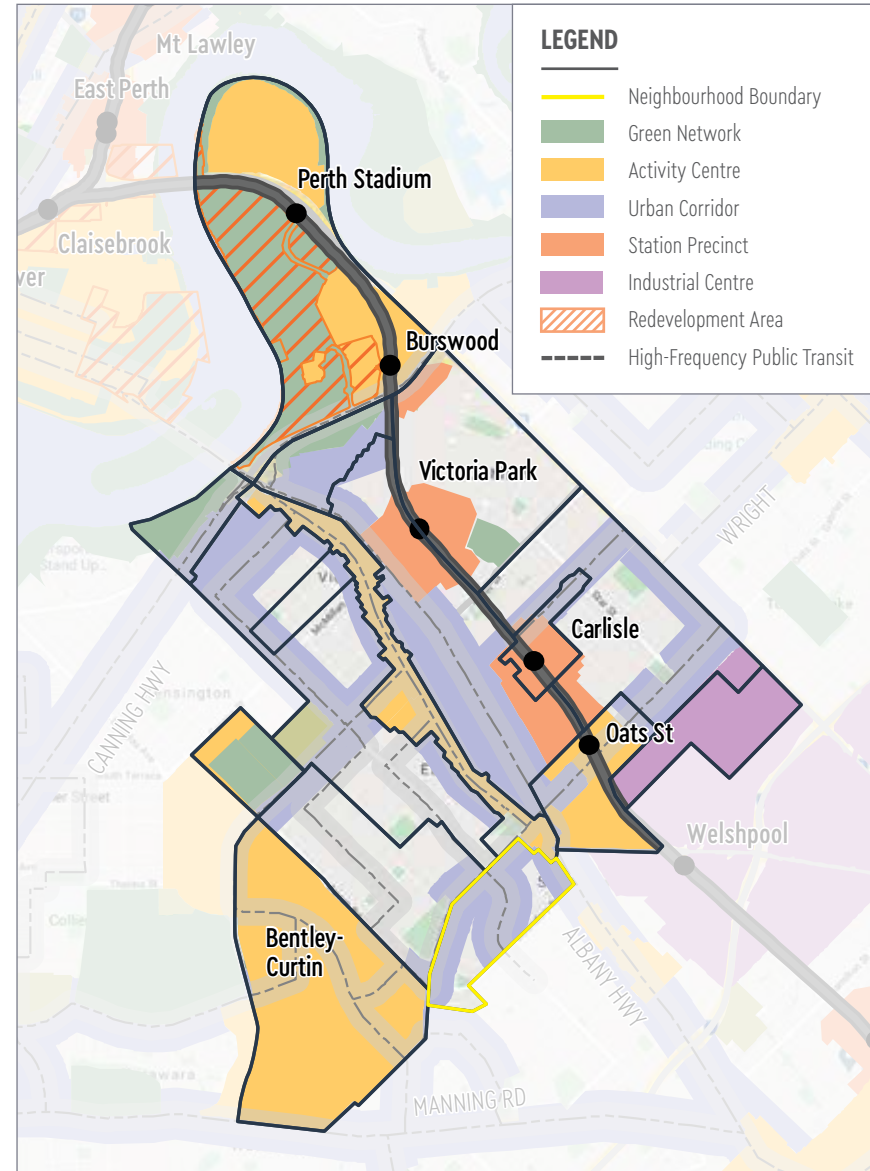 Mt Lawley
East Perth
Perth Stadium
Claisebrook
ver
Burswood
Victoria Park
WRIGHT
Carlisle
CANNING HWY
Oats St
Welshpool
Bentley-
Curtin
ALBANY HWY
MANNING RD
LEGEND
Neighbourhood Boundary
Green Network
Activity Centre
Urban Corridor
Station Precinct
Industrial Centre
Redevelopment Area
High-Frequency Public Transit